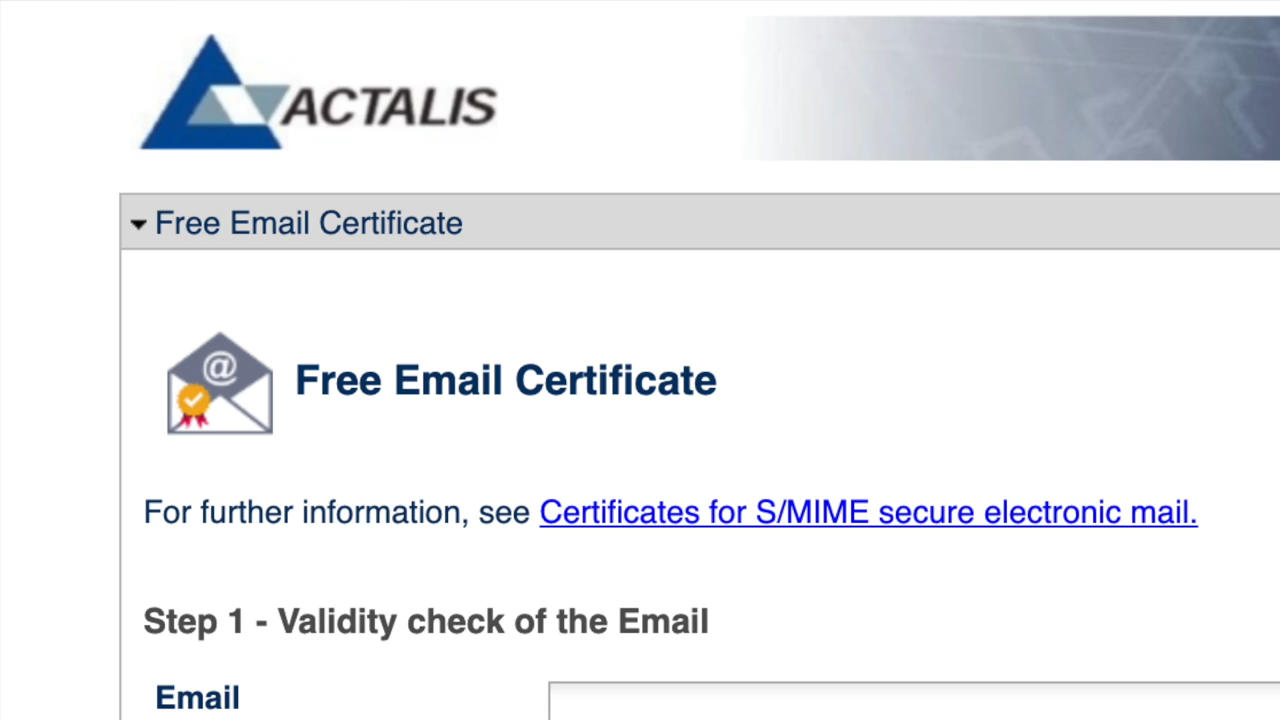 ACTALIS
Free Email Certificate
@
Free Email Certificate
For further information, see Certificates for S/MIME secure electronic mail.
Step 1 - Validity check of the Email
Email